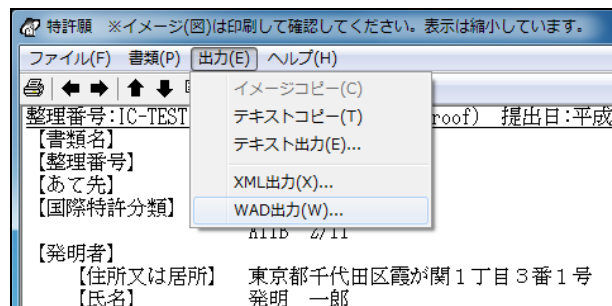 特許願 ※イメージ(図)は印刷して確認してください。表示は縮小しています。
ファイル(F) 書類(P) 出力(E) ヘルプ(H)
イメージコピー(C)
テキストコピー(T)
テキスト出力(E)...
XML出力(X)...
WAD出力(W)...
整理番号:IC-TEST roof) 提出日:平成
【書類名】
【整理番号】
【あて先】
【国際特許分類】
【発明者】
【住所又は居所】 東京都千代田区霞が関1丁目3番1号
【氏名】 発明 一郎